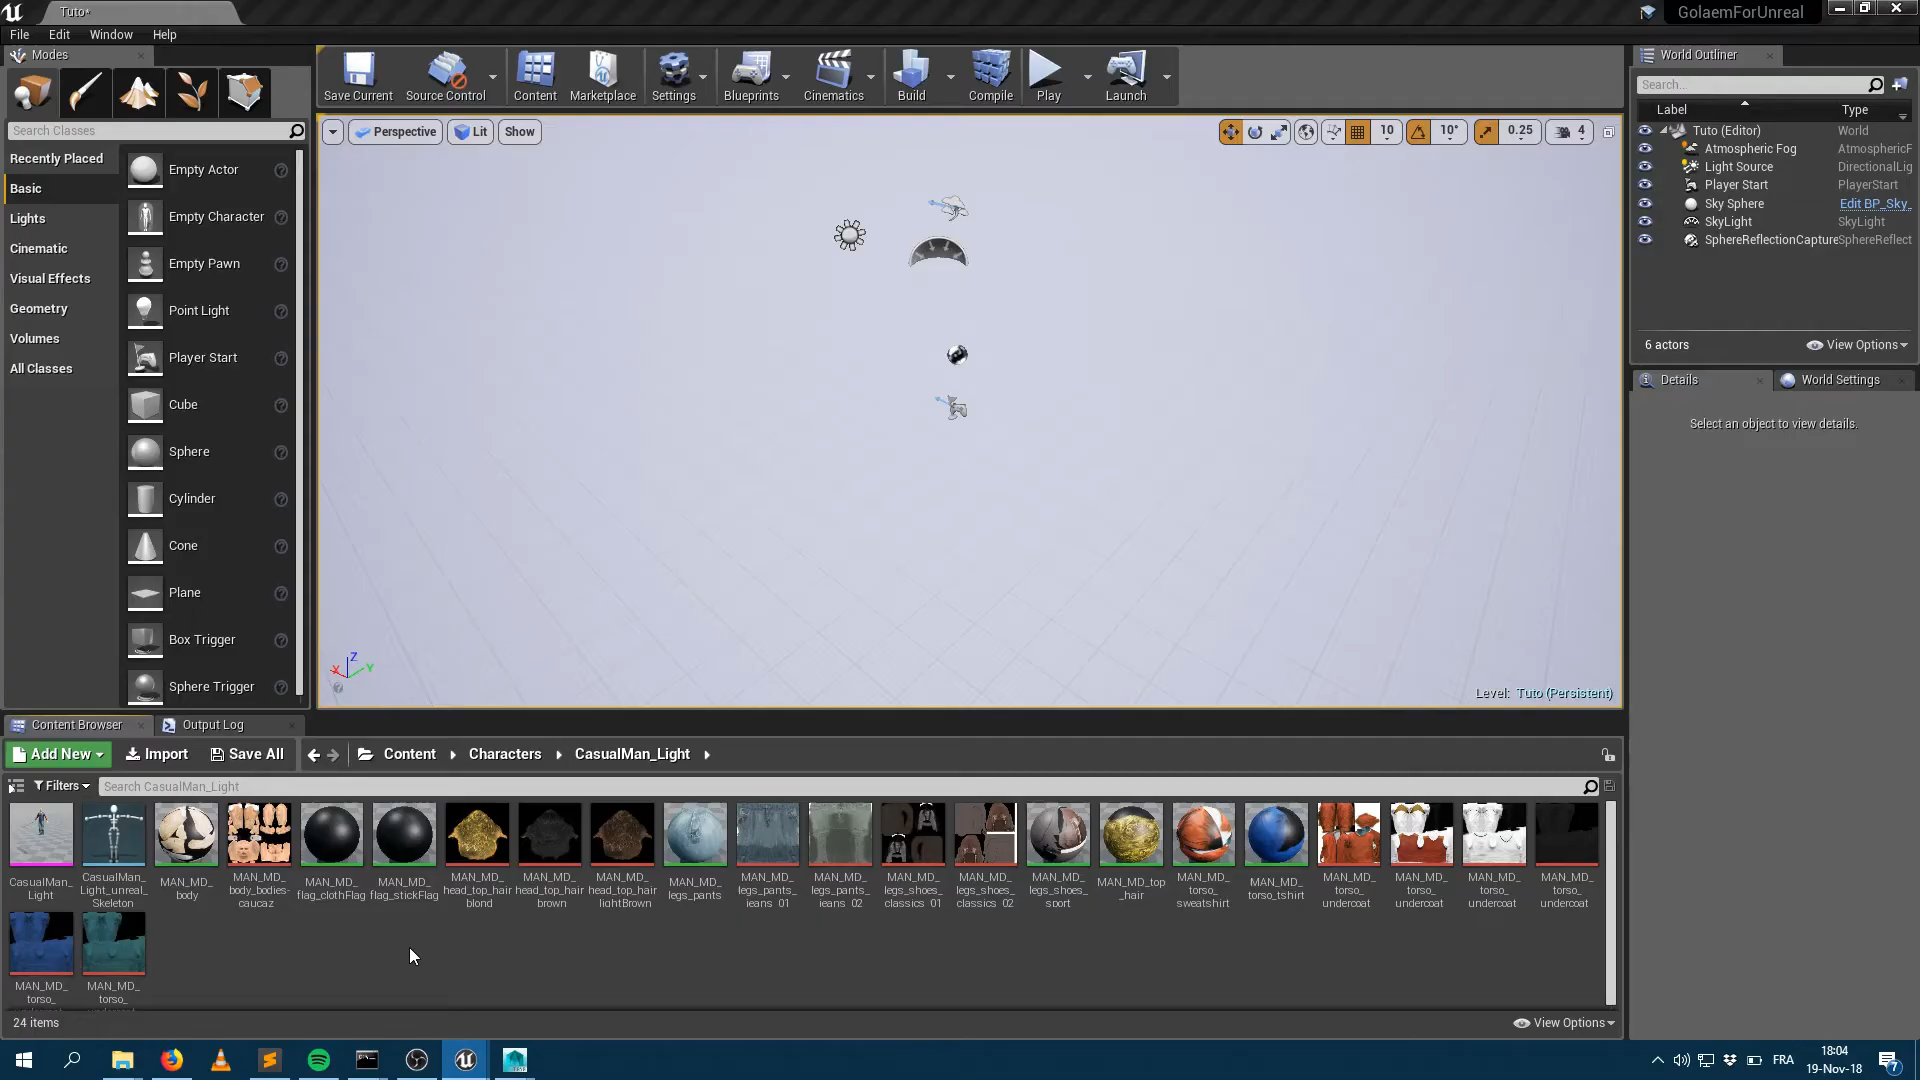 Tuto*
GolaemForUnreal
File Edit Window Help
Modes
Search Classes
Recently Placed
Basic
Lights
Cinematic
Visual Effects
Geometry
Volumes
All Classes
Empty Actor
Empty Character
Empty Pawn
Point Light
Player Start
Cube
Sphere
Cylinder
Cone
Plane
Box Trigger
Sphere Trigger
Save Current
Source Control
Content
Marketplace
Settings
Blueprints
Cinematics
Build
Compile
Play
Launch
Perspective
Lit
Show
10
10°
0.25
4
X Z Y
Level: Tuto (Persistent)
World Outliner
Search...
Label Type
Tuto (Editor) World
Atmospheric Fog AtmosphericF
Light Source DirectionalLig
Player Start PlayerStart
Sky Sphere Edit BP_Sky_
SkyLight SkyLight
SphereReflectionCapture SphereReflect
6 actors
View Options
Details
World Settings
Select an object to view details.
Content Browser
Output Log
Add New
Import
Save All
Content
Characters
CasualMan_Light
Filters
Search CasualMan_Light
CasualMan_
Light
CasualMan_
Light_unreal_
Skeleton
MAN_MD_
body
MAN_MD_
body_bodies-
caucaz
MAN_MD_
flag_clothFlag
MAN_MD_
flag_stickFlag
MAN_MD_
head_top_hair
blond
MAN_MD_
head_top_hair
brown
MAN_MD_
head_top_hair
lightBrown
MAN_MD_
legs_pants
MAN_MD_
legs_pants_
jeans_01
MAN_MD_
legs_pants_
jeans_02
MAN_MD_
legs_shoes_
classics_01
MAN_MD_
legs_shoes_
classics_02
MAN_MD_
legs_shoes_
sport
MAN_MD_top
_hair
MAN_MD_
torso_
sweatshirt
MAN_MD_
torso_tshirt
MAN_MD_
torso_
undercoat
MAN_MD_
torso_
undercoat
MAN_MD_
torso_
undercoat
MAN_MD_
torso_
undercoat
MAN_MD_
torso_
MAN_MD_
torso_
24 items
View Options
FRA
18:04
19-Nov-18
7